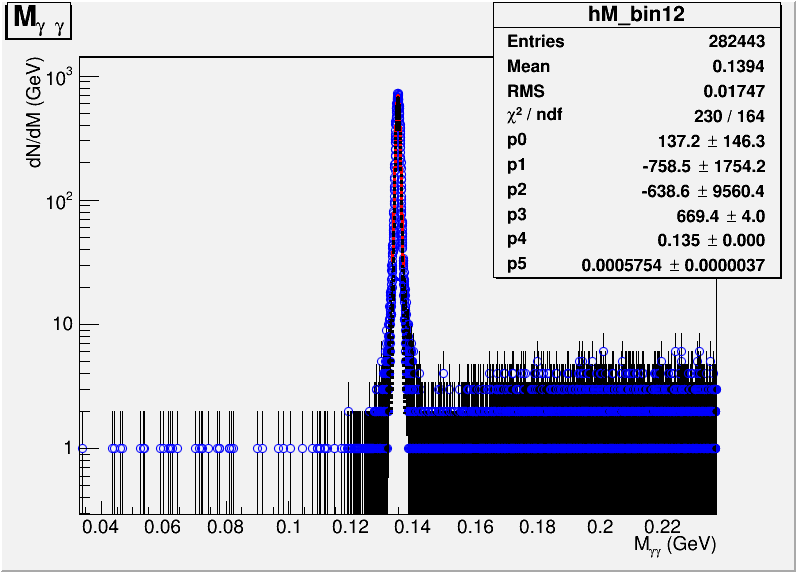 M_γ γ
hM_bin12
Entries 282443
Mean 0.1394
RMS 0.01747
χ² / ndf 230 / 164
p0 137.2 ± 146.3
p1 -758.5 ± 1754.2
p2 -638.6 ± 9560.4
p3 669.4 ± 4.0
p4 0.135 ± 0.000
p5 0.0005754 ± 0.0000037
dN/dM (GeV)
10³
10²
10
1
0.04 0.06 0.08 0.1 0.12 0.14 0.16 0.18 0.2 0.22
M_γγ (GeV)